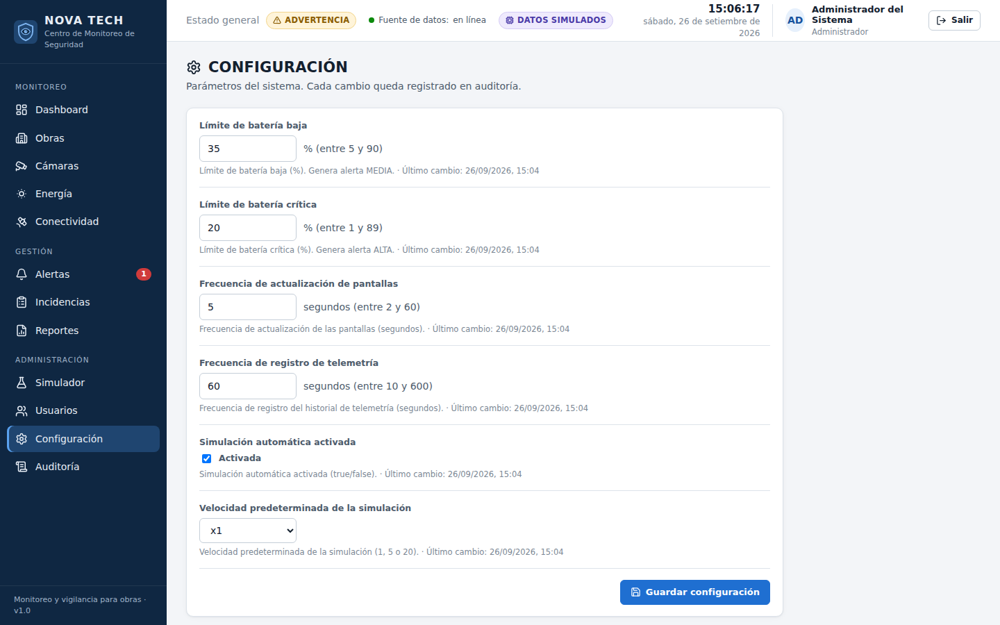 NOVA TECH
Centro de Monitoreo de
Seguridad
MONITOREO
Dashboard
Obras
Cámaras
Energía
Conectividad
GESTIÓN
Alertas 1
Incidencias
Reportes
ADMINISTRACIÓN
Simulador
Usuarios
Configuración
Auditoría
Monitoreo y vigilancia para obras ·
v1.0
Estado general ADVERTENCIA Fuente de datos: en línea DATOS SIMULADOS
15:06:17
sábado, 26 de setiembre de
2026
AD
Administrador del
Sistema
Administrador
Salir
CONFIGURACIÓN
Parámetros del sistema. Cada cambio queda registrado en auditoría.
Límite de batería baja
35 % (entre 5 y 90)
Límite de batería baja (%). Genera alerta MEDIA. · Último cambio: 26/09/2026, 15:04
Límite de batería crítica
20 % (entre 1 y 89)
Límite de batería crítica (%). Genera alerta ALTA. · Último cambio: 26/09/2026, 15:04
Frecuencia de actualización de pantallas
5 segundos (entre 2 y 60)
Frecuencia de actualización de las pantallas (segundos). · Último cambio: 26/09/2026, 15:04
Frecuencia de registro de telemetría
60 segundos (entre 10 y 600)
Frecuencia de registro del historial de telemetría (segundos). · Último cambio: 26/09/2026, 15:04
Simulación automática activada
Activada
Simulación automática activada (true/false). · Último cambio: 26/09/2026, 15:04
Velocidad predeterminada de la simulación
x1
Velocidad predeterminada de la simulación (1, 5 o 20). · Último cambio: 26/09/2026, 15:04
Guardar configuración